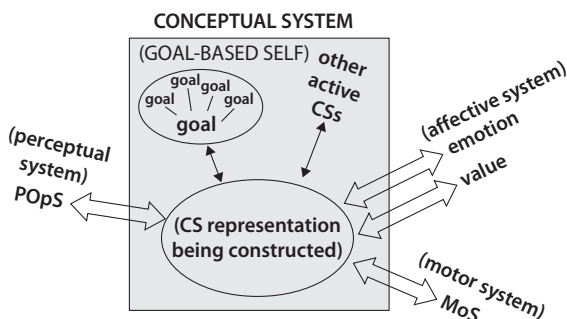 CONCEPTUAL SYSTEM
(GOAL-BASED SELF)
goal goal goal goal
goal
other
active
CSs
(perceptual
system)
POpS
(CS representation
being constructed)
(affective system)
emotion
value
(motor system)
MoS